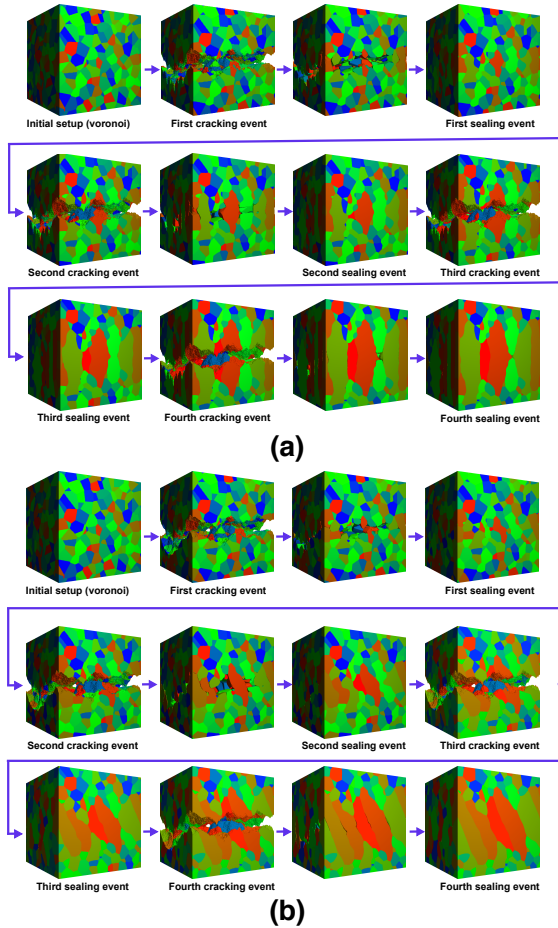 Initial setup (voronoi) First cracking event First sealing event
Second cracking event Second sealing event Third cracking event
Third sealing event Fourth cracking event Fourth sealing event
(a)
Initial setup (voronoi) First cracking event First sealing event
Second cracking event Second sealing event Third cracking event
Third sealing event Fourth cracking event Fourth sealing event
(b)